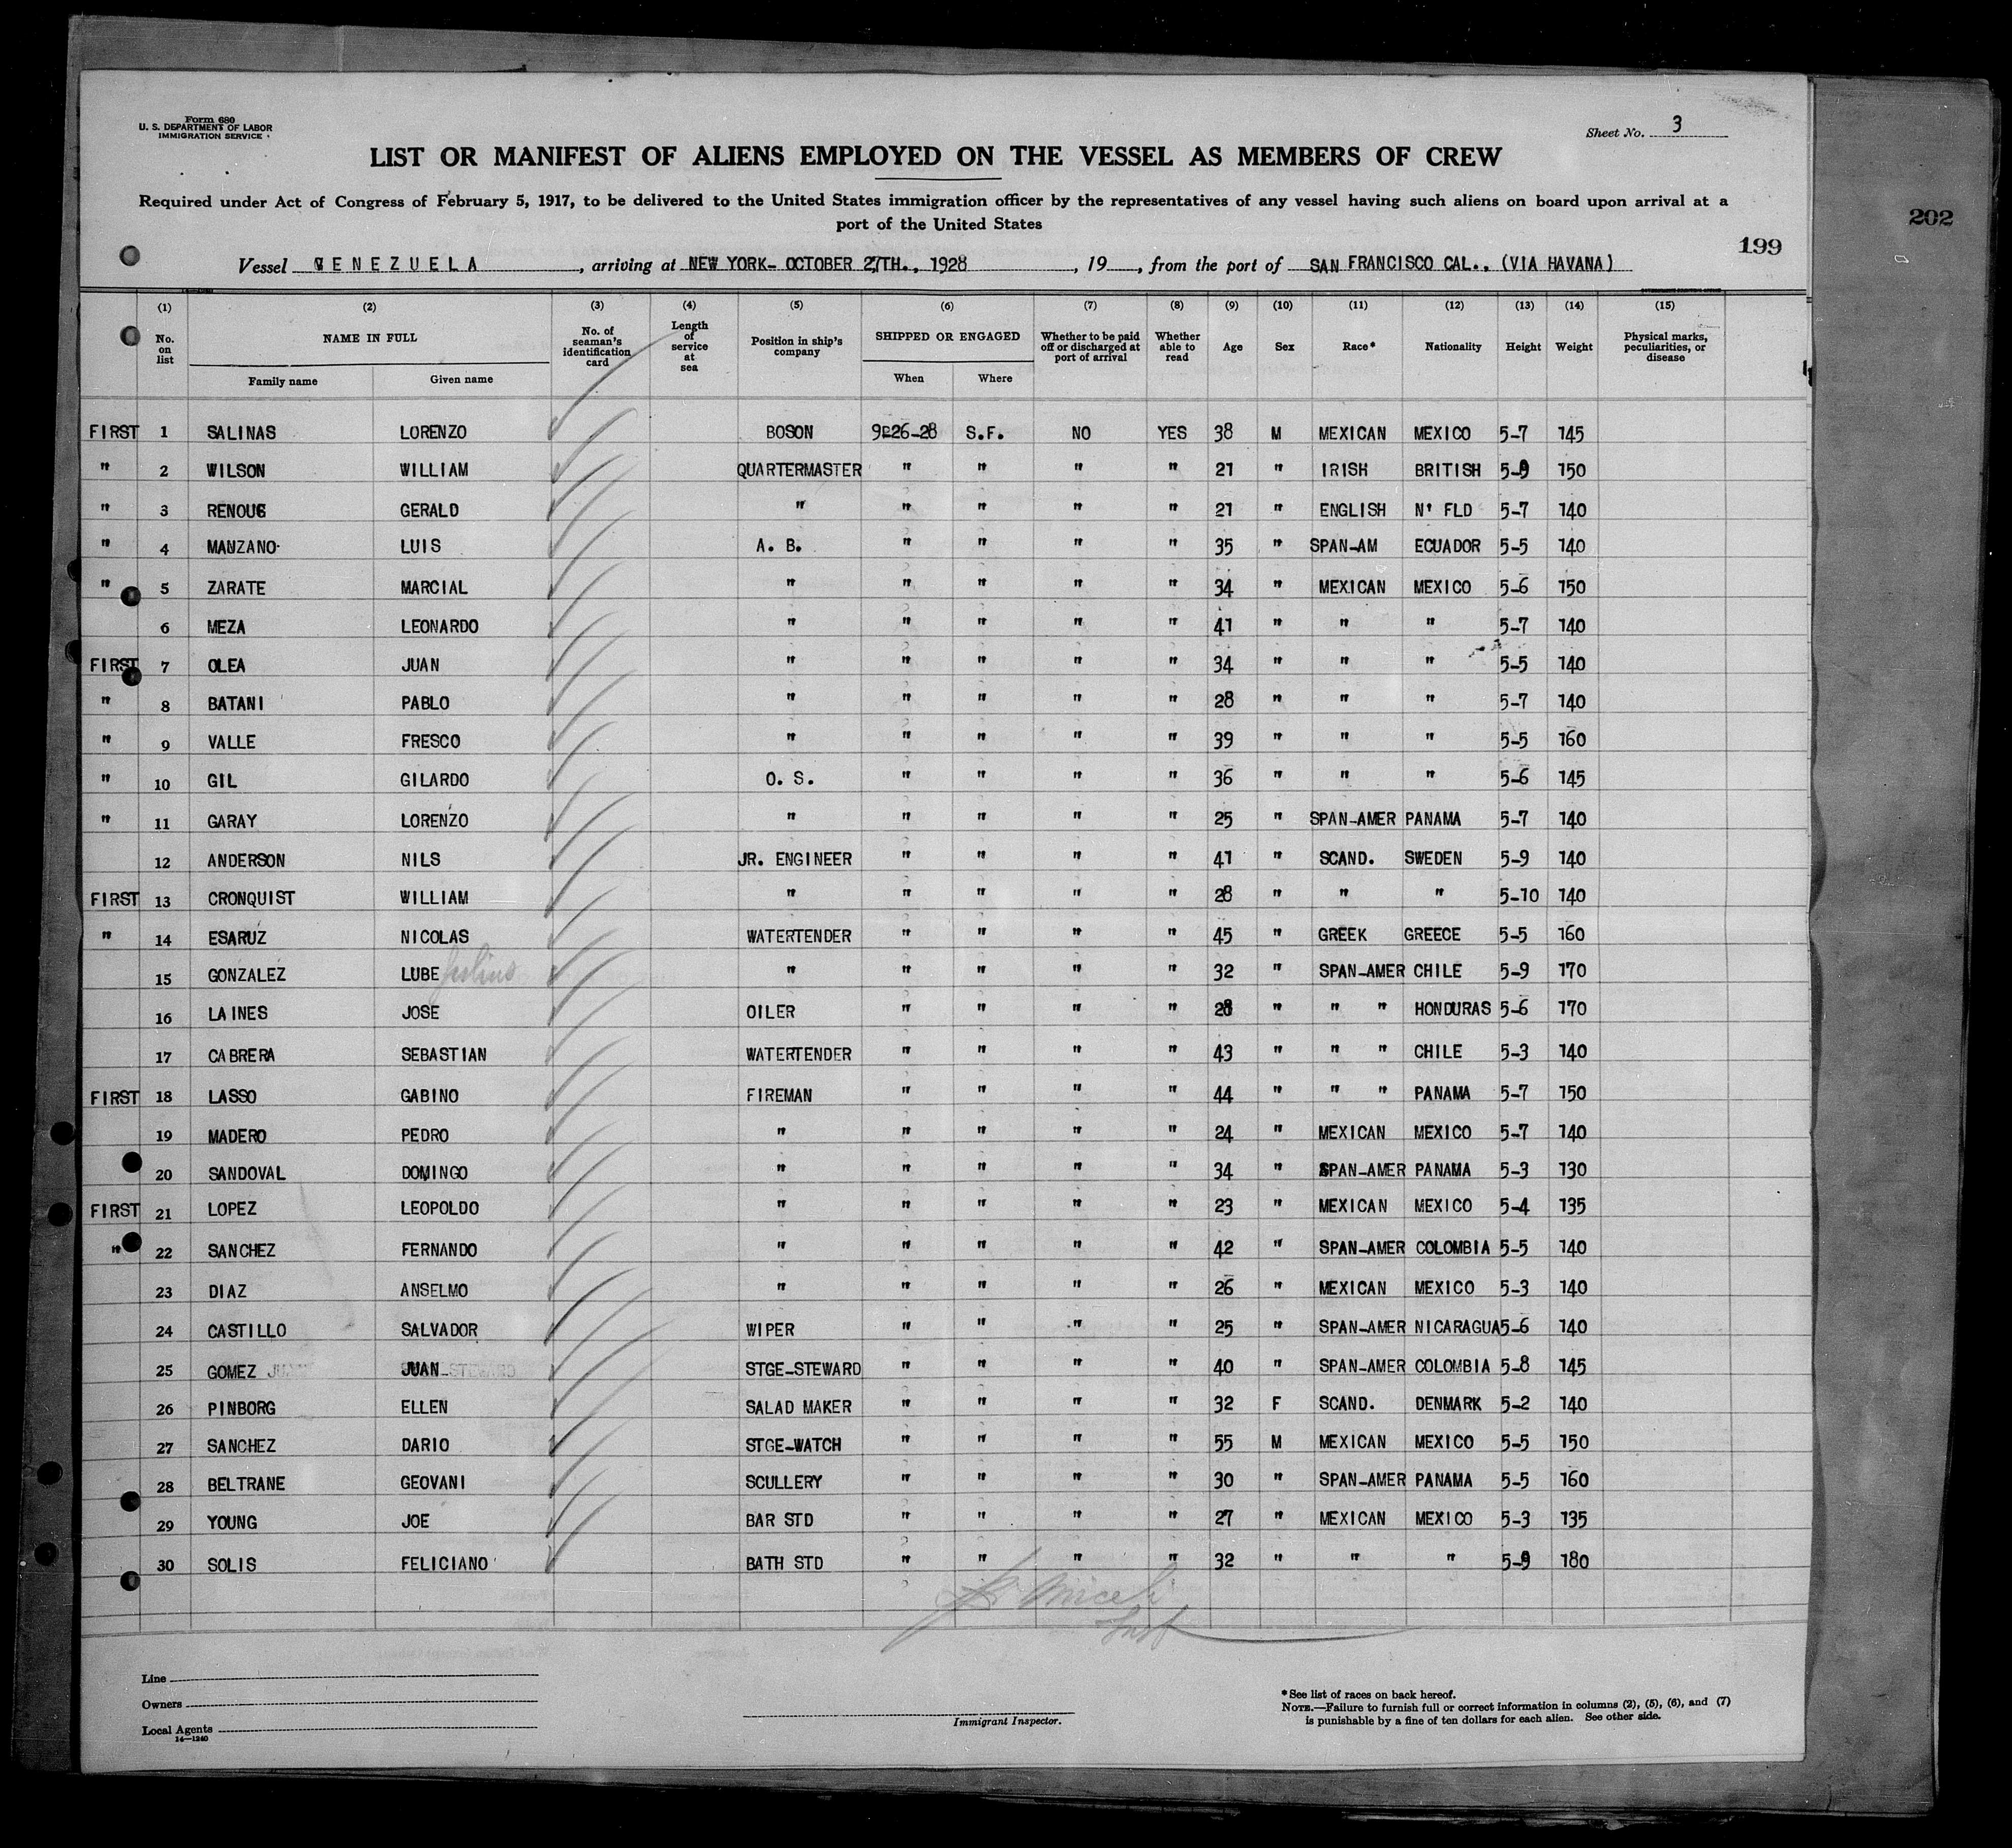 Form 680
U. S. DEPARTMENT OF LABOR
IMMIGRATION SERVICE
Sheet No. 3
LIST OR MANIFEST OF ALIENS EMPLOYED ON THE VESSEL AS MEMBERS OF CREW
Required under Act of Congress of February 5, 1917, to be delivered to the United States immigration officer by the representatives of any vessel having such aliens on board upon arrival at a
port of the United States
202
199
Vessel VENEZUELA, arriving at NEW YORK- OCTOBER 27TH., 1928, 19, from the port of SAN FRANCISCO CAL., (VIA HAVANA)
(1) (2) (3) (4) (5) (6) (7) (8) (9) (10) (11) (12) (13) (14) (15)
No. on list NAME IN FULL No. of seaman's identification card Length of service at sea Position in ship's company SHIPPED OR ENGAGED Whether to be paid off or discharged at port of arrival Whether able to read Age Sex Race* Nationality Height Weight Physical marks, peculiarities, or disease
Family name Given name When Where
FIRST 1 SALINAS LORENZO BOSON 9-26-28 S.F. NO YES 38 M MEXICAN MEXICO 5-7 145
" 2 WILSON WILLIAM QUARTERMASTER " " " " 21 " IRISH BRITISH 5-9 150
" 3 RENOUG GERALD " " " " " 21 " ENGLISH N' FLD 5-7 140
" 4 MANZANO LUIS A. B. " " " " 35 " SPAN-AM ECUADOR 5-5 140
" 5 ZARATE MARCIAL " " " " " 34 " MEXICAN MEXICO 5-6 150
6 MEZA LEONARDO " " " " " 41 " " " 5-7 140
FIRST 7 OLEA JUAN " " " " " 34 " " " 5-5 140
" 8 BATANI PABLO " " " " " 28 " " " 5-7 140
" 9 VALLE FRESCO " " " " " 39 " " " 5-5 160
" 10 GIL GILARDO O. S. " " " " 36 " " " 5-6 145
" 11 GARAY LORENZO " " " " " 25 " SPAN-AMER PANAMA 5-7 140
12 ANDERSON NILS JR. ENGINEER " " " " 41 " SCAND. SWEDEN 5-9 140
FIRST 13 CRONQUIST WILLIAM " " " " " 28 " " " 5-10 140
" 14 ESARUZ NICOLAS WATERTENDER " " " " 45 " GREEK GREECE 5-5 160
15 GONZALEZ LUBE Julius " " " " " 32 " SPAN-AMER CHILE 5-9 170
16 LAINES JOSE OILER " " " " 28 " " " HONDURAS 5-6 170
17 CABRERA SEBASTIAN WATERTENDER " " " " 43 " " " CHILE 5-3 140
FIRST 18 LASSO GABINO FIREMAN " " " " 44 " " " PANAMA 5-7 150
19 MADERO PEDRO " " " " " 24 " MEXICAN MEXICO 5-7 140
20 SANDOVAL DOMINGO " " " " " 34 " SPAN-AMER PANAMA 5-3 130
FIRST 21 LOPEZ LEOPOLDO " " " " " 23 " MEXICAN MEXICO 5-4 135
" 22 SANCHEZ FERNANDO " " " " " 42 " SPAN-AMER COLOMBIA 5-5 140
23 DIAZ ANSELMO " " " " " 26 " MEXICAN MEXICO 5-3 140
24 CASTILLO SALVADOR WIPER " " " " 25 " SPAN-AMER NICARAGUA 5-6 140
25 GOMEZ JUAN STGE-STEWARD " " " " 40 " SPAN-AMER COLOMBIA 5-8 145
26 PINBORG ELLEN SALAD MAKER " " " " 32 F SCAND. DENMARK 5-2 140
27 SANCHEZ DARIO STGE-WATCH " " " " 55 M MEXICAN MEXICO 5-5 150
28 BELTRANE GEOVANI SCULLERY " " " " 30 " SPAN-AMER PANAMA 5-5 160
29 YOUNG JOE BAR STD " " " " 27 " MEXICAN MEXICO 5-3 135
30 SOLIS FELICIANO BATH STD " " " " 32 " " " 5-9 180
Miceli
Insp
Line
Owners
Local Agents
14—1240
Immigrant Inspector.
*See list of races on back hereof.
NOTE.—Failure to furnish full or correct information in columns (2), (5), (6), and (7)
is punishable by a fine of ten dollars for each alien. See other side.